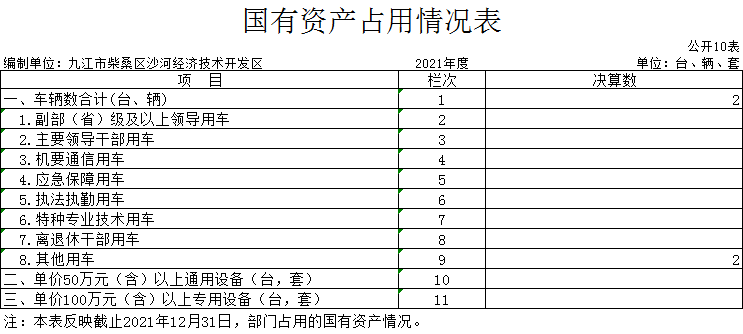 国有资产占用情况表
公开10表
编制单位：九江市柴桑区沙河经济技术开发区 2021年度 单位：台、辆、套
项 目 栏次 决算数
一、车辆数合计(台、辆) 1 2
1.副部（省）级及以上领导用车 2
2.主要领导干部用车 3
3.机要通信用车 4
4.应急保障用车 5
5.执法执勤用车 6
6.特种专业技术用车 7
7.离退休干部用车 8
8.其他用车 9 2
二、单价50万元（含）以上通用设备（台，套） 10
三、单价100万元（含）以上专用设备（台，套） 11
注：本表反映截止2021年12月31日，部门占用的国有资产情况。